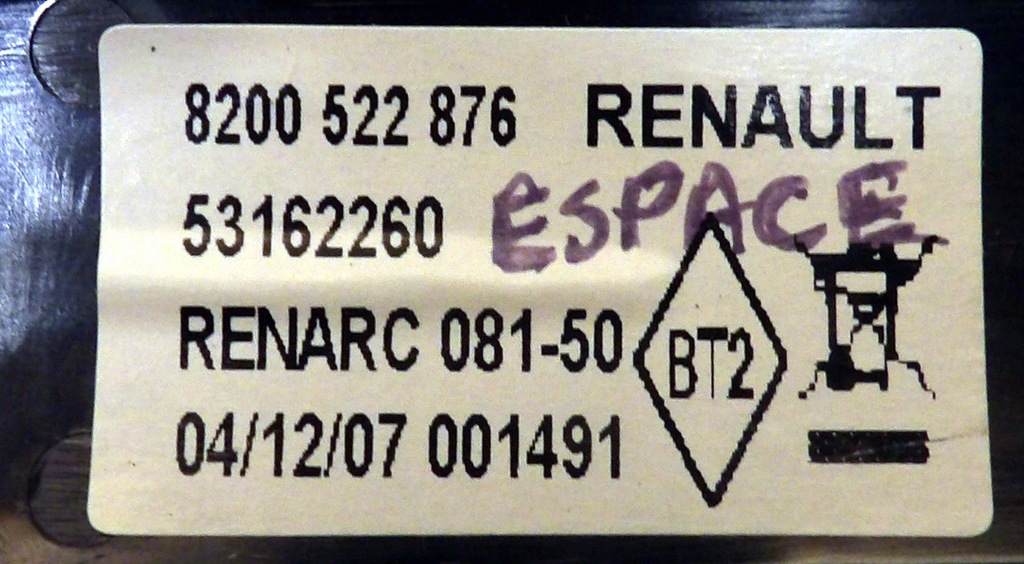 8200 522 876 RENAULT
53162260 ESPACE
RENARC 081-50 BT2
04/12/07 001491